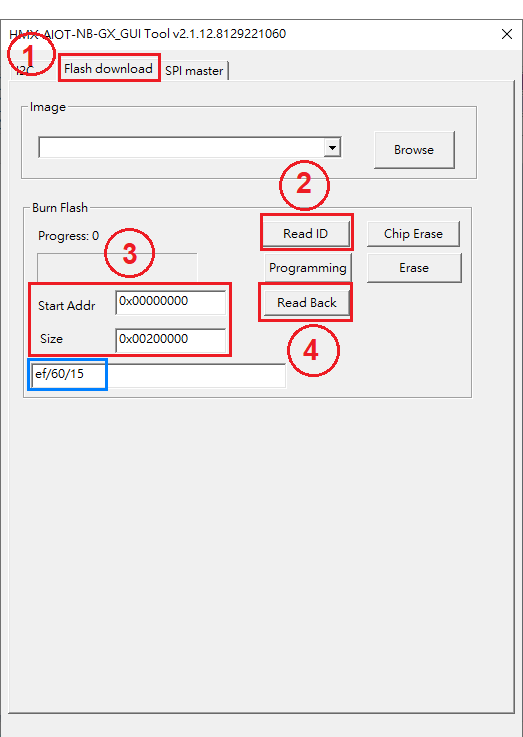 HMX-AIOT-NB-GX_GUI Tool v2.1.12.8129221060
1
I2C
Flash download
SPI master
Image
Browse
2
Burn Flash
Progress: 0
3
Read ID
Chip Erase
Programming
Erase
Start Addr
0x00000000
Read Back
Size
0x00200000
4
ef/60/15